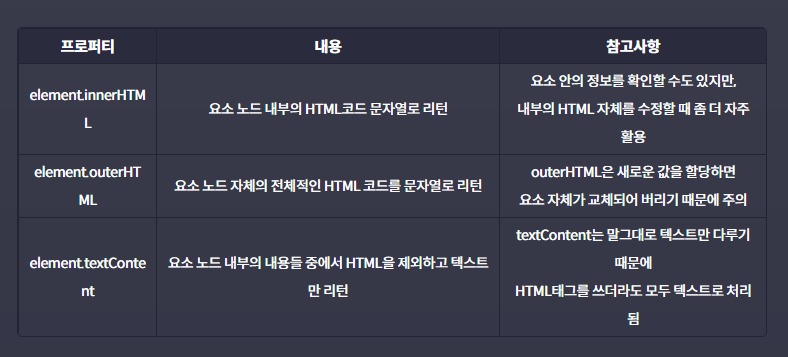 프로퍼티
내용
참고사항
element.innerHTM
L
요소 노드 내부의 HTML코드 문자열로 리턴
요소 안의 정보를 확인할 수도 있지만,
내부의 HTML 자체를 수정할 때 좀 더 자주
활용
element.outerHT
ML
요소 노드 자체의 전체적인 HTML 코드를 문자열로 리턴
outerHTML은 새로운 값을 할당하면
요소 자체가 교체되어 버리기 때문에 주의
element.textConte
nt
요소 노드 내부의 내용들 중에서 HTML을 제외하고 텍스트
만 리턴
textContent는 말그대로 텍스트만 다루기
때문에
HTML태그를 쓰더라도 모두 텍스트로 처리
됨